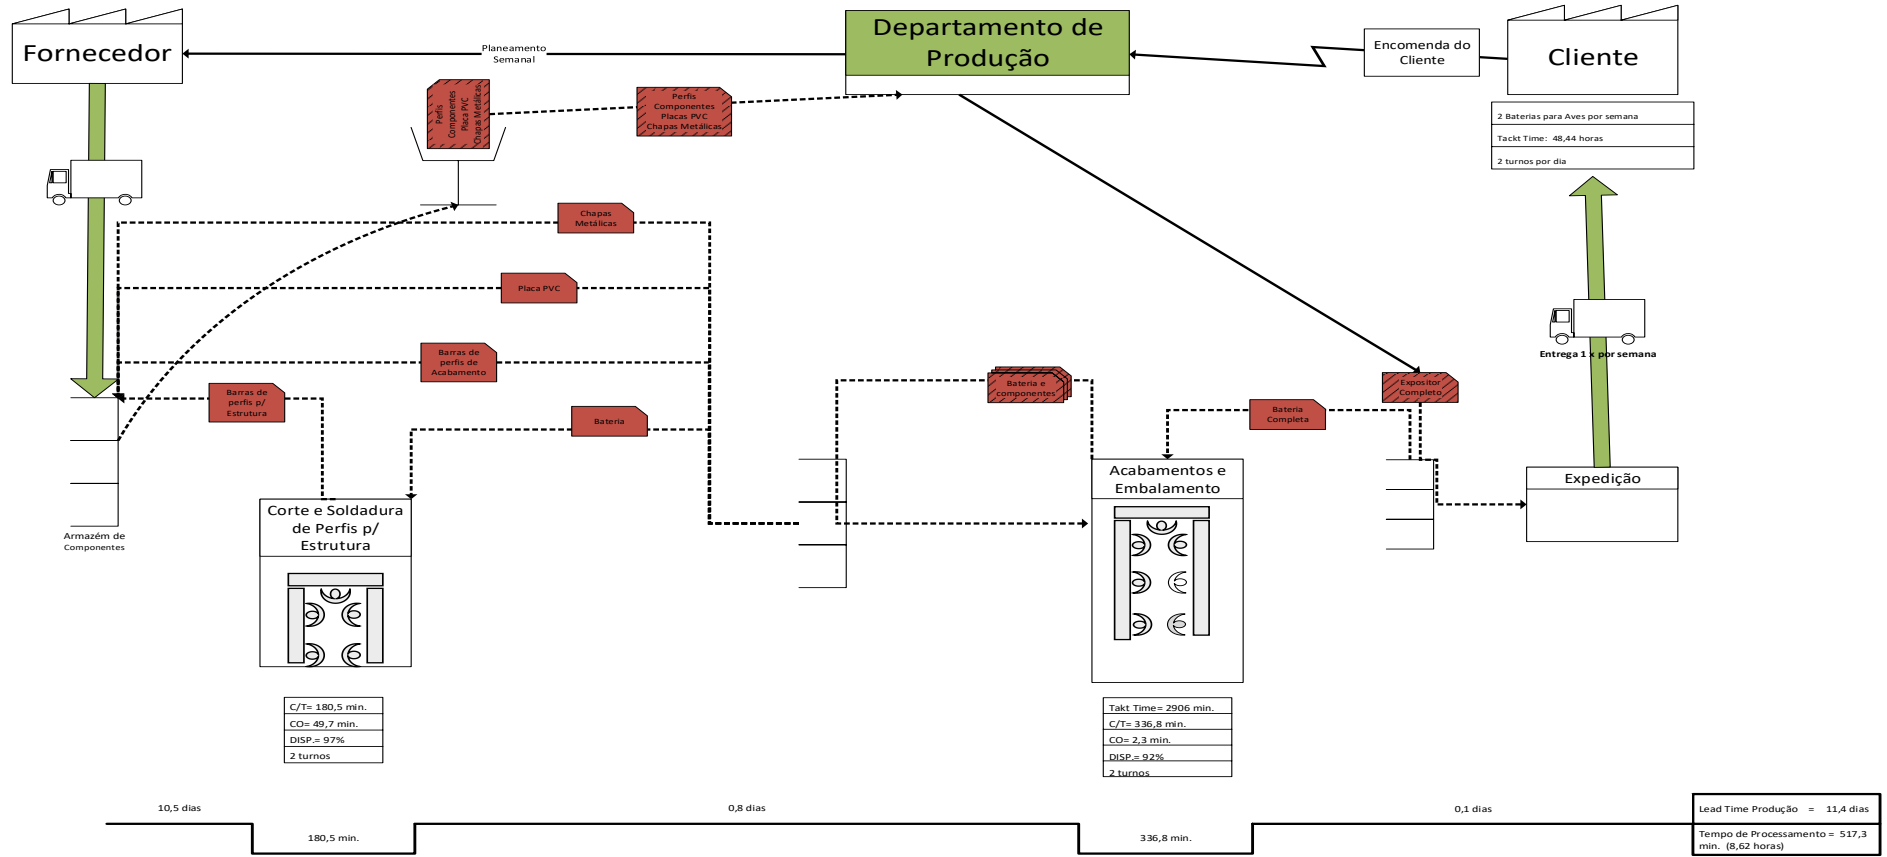 Fornecedor
Planeamento
Semanal
Departamento de
Produção
Encomenda do
Cliente
Cliente
2 Baterias para Aves por semana
Tackt Time: 48,44 horas
2 turnos por dia
Perfis
Componentes
Placa PVC
Chapas Metálicas
Perfis
Componentes
Placas PVC
Chapas Metálicas
Chapas
Metálicas
Placa PVC
Barras de
perfis de
Acabamento
Barras de
perfis p/
Estrutura
Bateria
Bateria e
componentes
Bateria
Completa
Expositor
Completo
Entrega 1 x por semana
Armazém de
Componentes
Corte e Soldadura
de Perfis p/
Estrutura
Acabamentos e
Embalamento
Expedição
C/T= 180,5 min.
CO= 49,7 min.
DISP.= 97%
2 turnos
Takt Time= 2906 min.
C/T= 336,8 min.
CO= 2,3 min.
DISP.= 92%
2 turnos
10,5 dias
180,5 min.
0,8 dias
336,8 min.
0,1 dias
Lead Time Produção = 11,4 dias
Tempo de Processamento = 517,3
min. (8,62 horas)